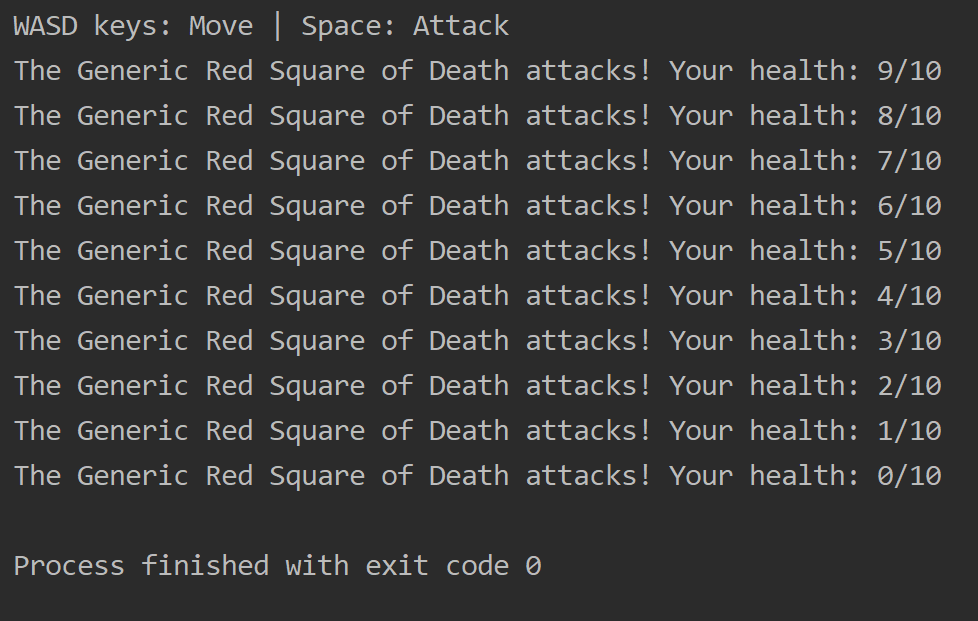 WASD keys: Move | Space: Attack
The Generic Red Square of Death attacks! Your health: 9/10
The Generic Red Square of Death attacks! Your health: 8/10
The Generic Red Square of Death attacks! Your health: 7/10
The Generic Red Square of Death attacks! Your health: 6/10
The Generic Red Square of Death attacks! Your health: 5/10
The Generic Red Square of Death attacks! Your health: 4/10
The Generic Red Square of Death attacks! Your health: 3/10
The Generic Red Square of Death attacks! Your health: 2/10
The Generic Red Square of Death attacks! Your health: 1/10
The Generic Red Square of Death attacks! Your health: 0/10
Process finished with exit code 0